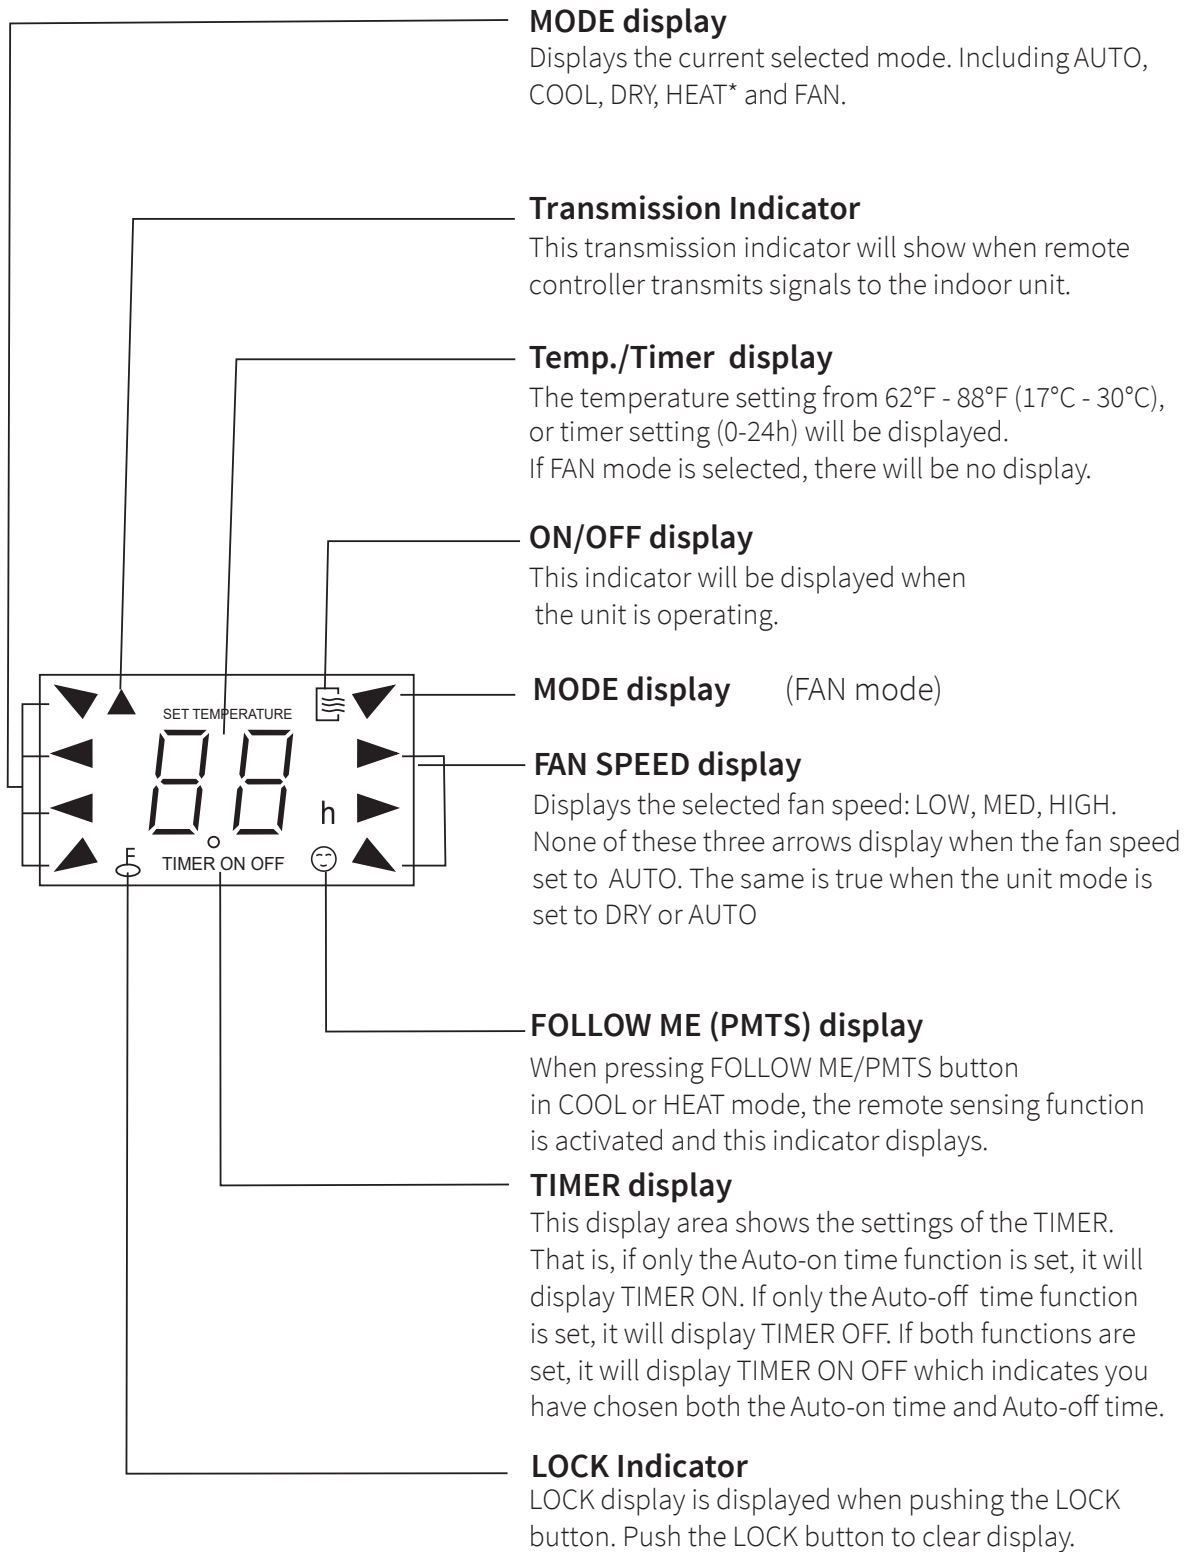 MODE display
Displays the current selected mode. Including AUTO,
COOL, DRY, HEAT* and FAN.
Transmission Indicator
This transmission indicator will show when remote
controller transmits signals to the indoor unit.
Temp./Timer display
The temperature setting from 62°F - 88°F (17°C - 30°C),
or timer setting (0-24h) will be displayed.
If FAN mode is selected, there will be no display.
ON/OFF display
This indicator will be displayed when
the unit is operating.
MODE display (FAN mode)
SET TEMPERATURE
88
h
TIMER ON OFF
FAN SPEED display
Displays the selected fan speed: LOW, MED, HIGH.
None of these three arrows display when the fan speed
set to AUTO. The same is true when the unit mode is
set to DRY or AUTO
FOLLOW ME (PMTS) display
When pressing FOLLOW ME/PMTS button
in COOL or HEAT mode, the remote sensing function
is activated and this indicator displays.
TIMER display
This display area shows the settings of the TIMER.
That is, if only the Auto-on time function is set, it will
display TIMER ON. If only the Auto-off time function
is set, it will display TIMER OFF. If both functions are
set, it will display TIMER ON OFF which indicates you
have chosen both the Auto-on time and Auto-off time.
LOCK Indicator
LOCK display is displayed when pushing the LOCK
button. Push the LOCK button to clear display.